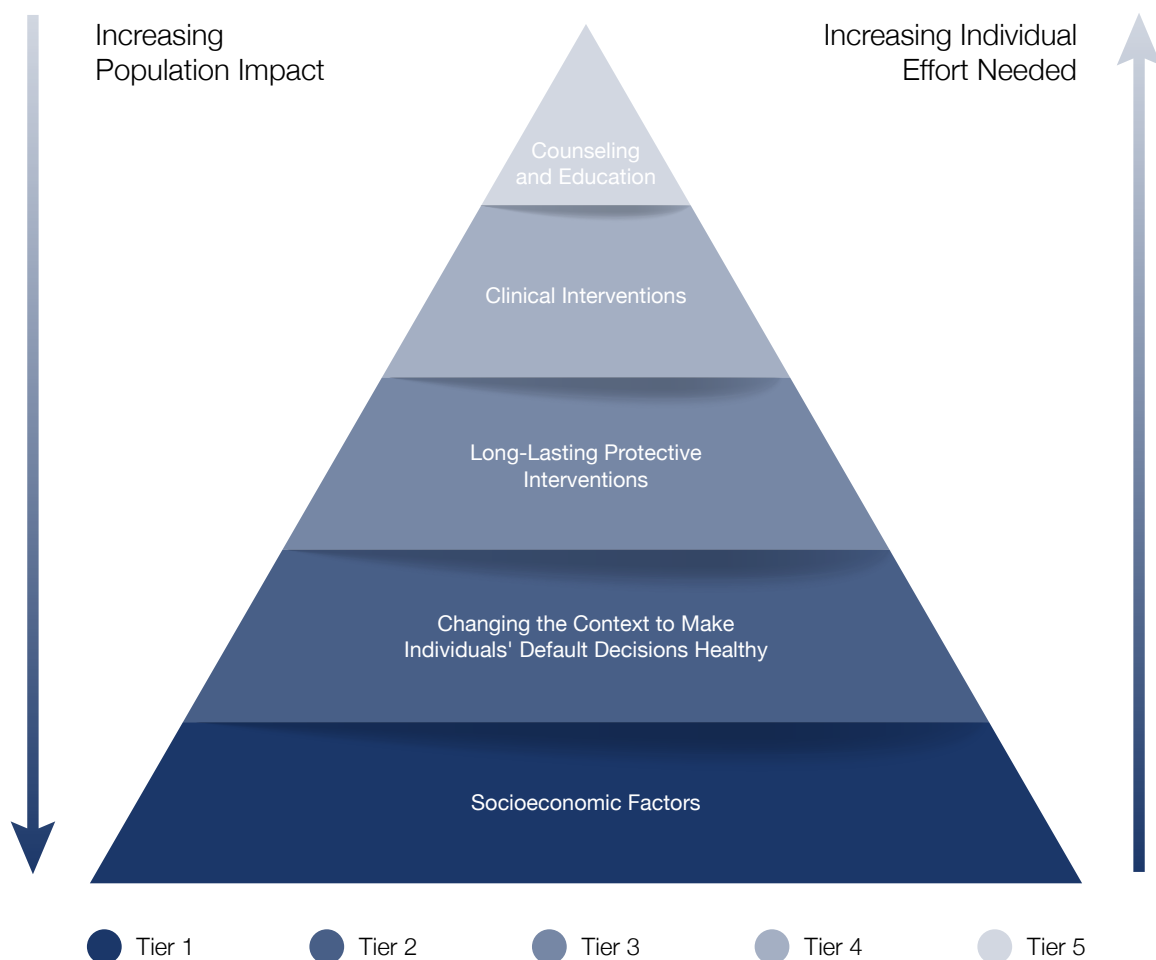 Increasing
Population Impact
Increasing Individual
Effort Needed
Counseling
and Education
Clinical Interventions
Long-Lasting Protective
Interventions
Changing the Context to Make
Individuals' Default Decisions Healthy
Socioeconomic Factors
Tier 1
Tier 2
Tier 3
Tier 4
Tier 5